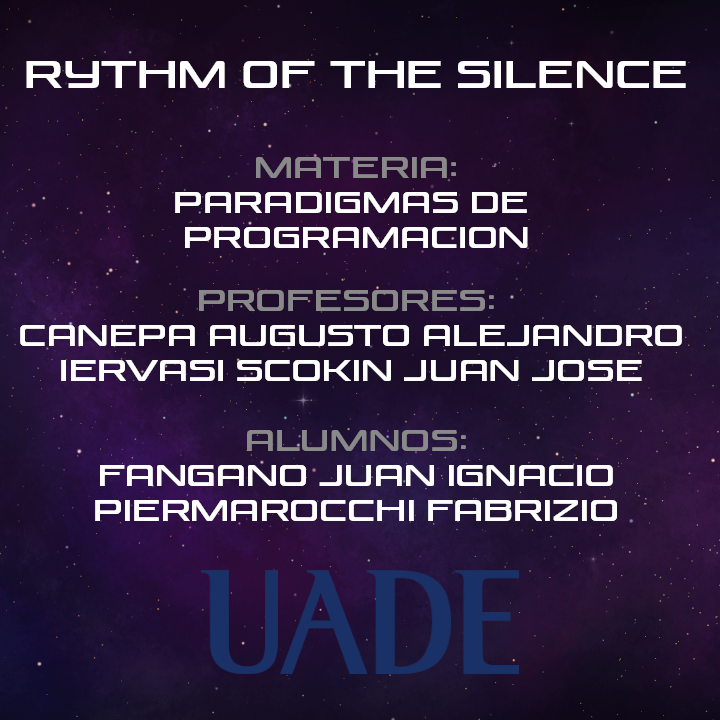 RYTHM OF THE SILENCE
MATERIA:
PARADIGMAS DE
PROGRAMACION
PROFESORES:
CANEPA AUGUSTO ALEJANDRO
IERVASI SCOKIN JUAN JOSE
ALUMNOS:
FANGANO JUAN IGNACIO
PIERMAROCCHI FABRIZIO
UADE